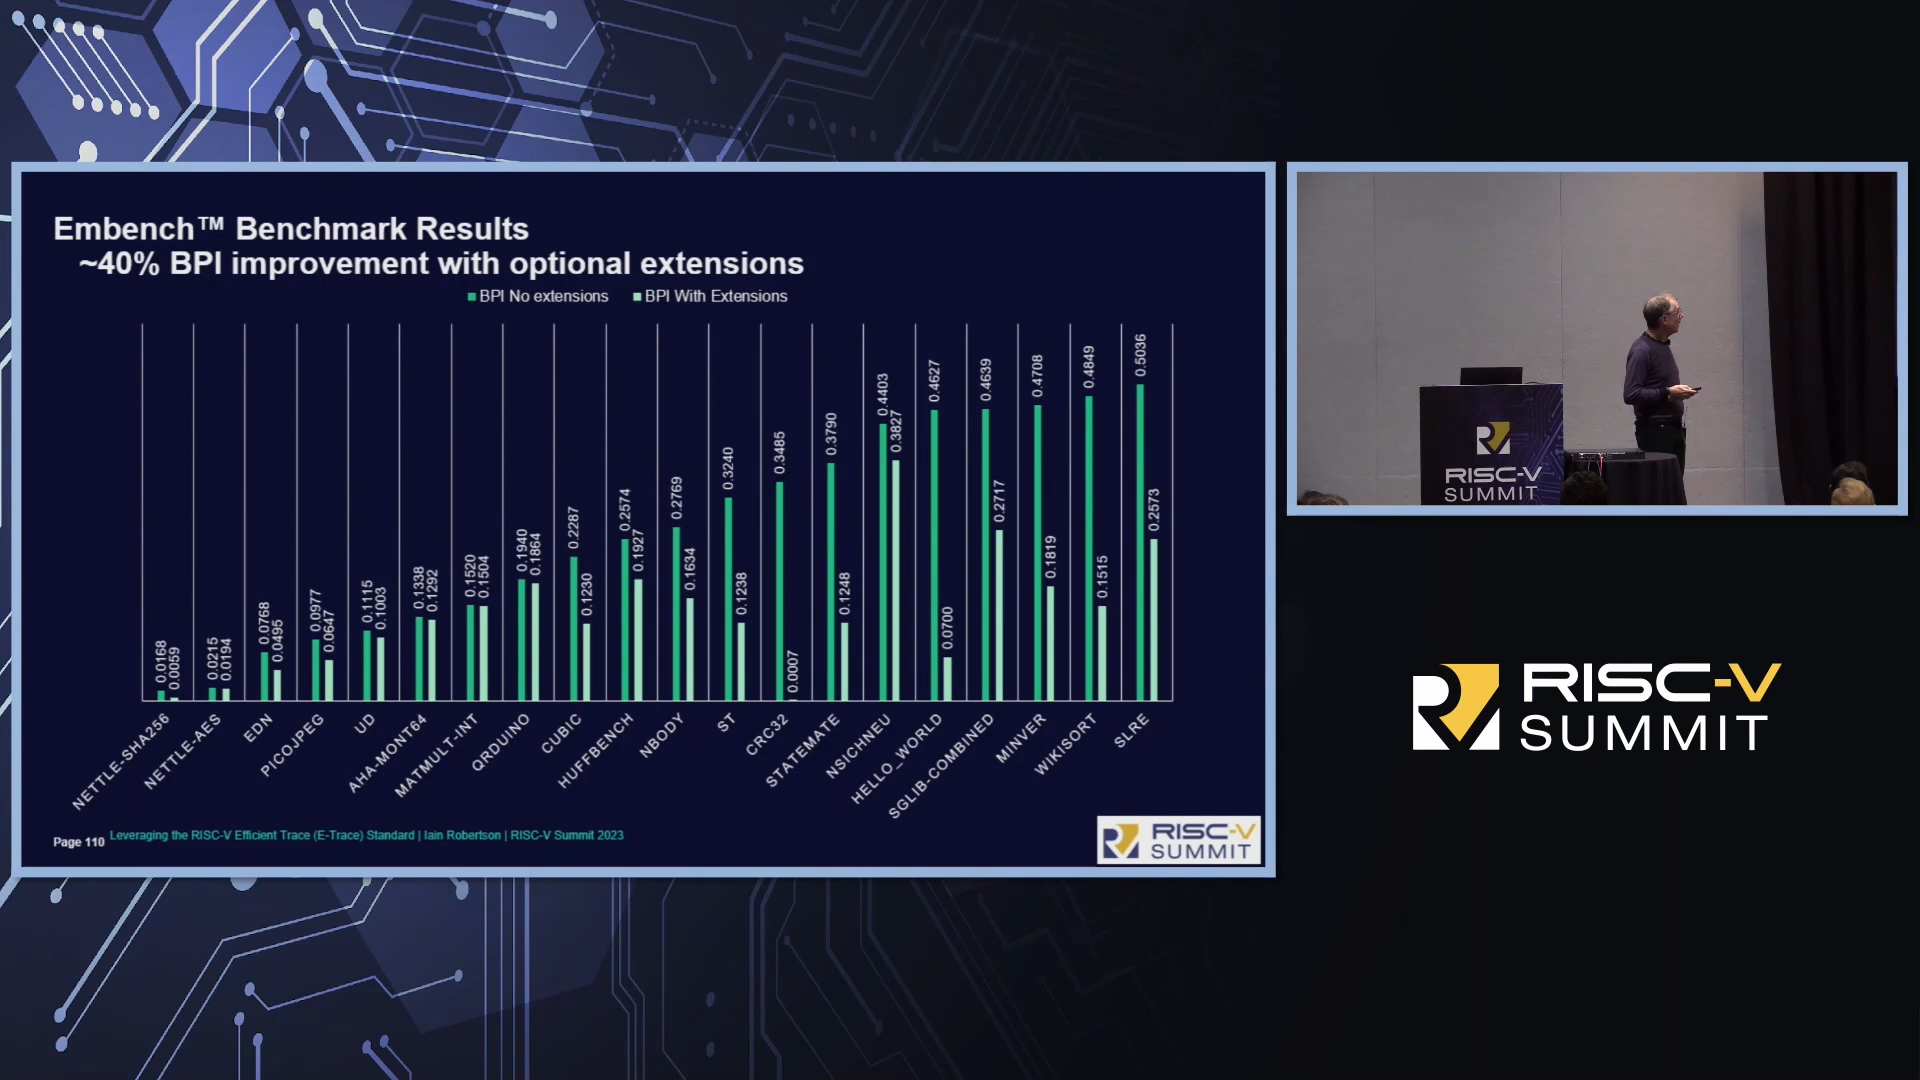 Embench™ Benchmark Results
~40% BPI improvement with optional extensions
BPI No extensions BPI With Extensions
0.0168 0.0059 0.0215 0.0194 0.0768 0.0495 0.0977 0.0647 0.1115 0.1003 0.1338 0.1292 0.1520 0.1504 0.1940 0.1864 0.2287 0.1230 0.2574 0.1927 0.2769 0.1634 0.3240 0.1238 0.3485 0.0007 0.3790 0.1248 0.4403 0.3827 0.4627 0.0700 0.4639 0.2717 0.4708 0.1819 0.4849 0.1515 0.5036 0.2573
NETTLE-SHA256 NETTLE-AES EDN PICOJPEG UD AHA-MONT64 MATMULT-INT QRDUINO CUBIC HUFFBENCH NBODY ST CRC32 STATEMATE NSICHNEU HELLO_WORLD SGLIB-COMBINED MINVER WIKISORT SLRE
Page 110 Leveraging the RISC-V Efficient Trace (E-Trace) Standard | Iain Robertson | RISC-V Summit 2023
RISC-V
SUMMIT
RISC-V
SUMMIT
RISC-V
SUMMIT